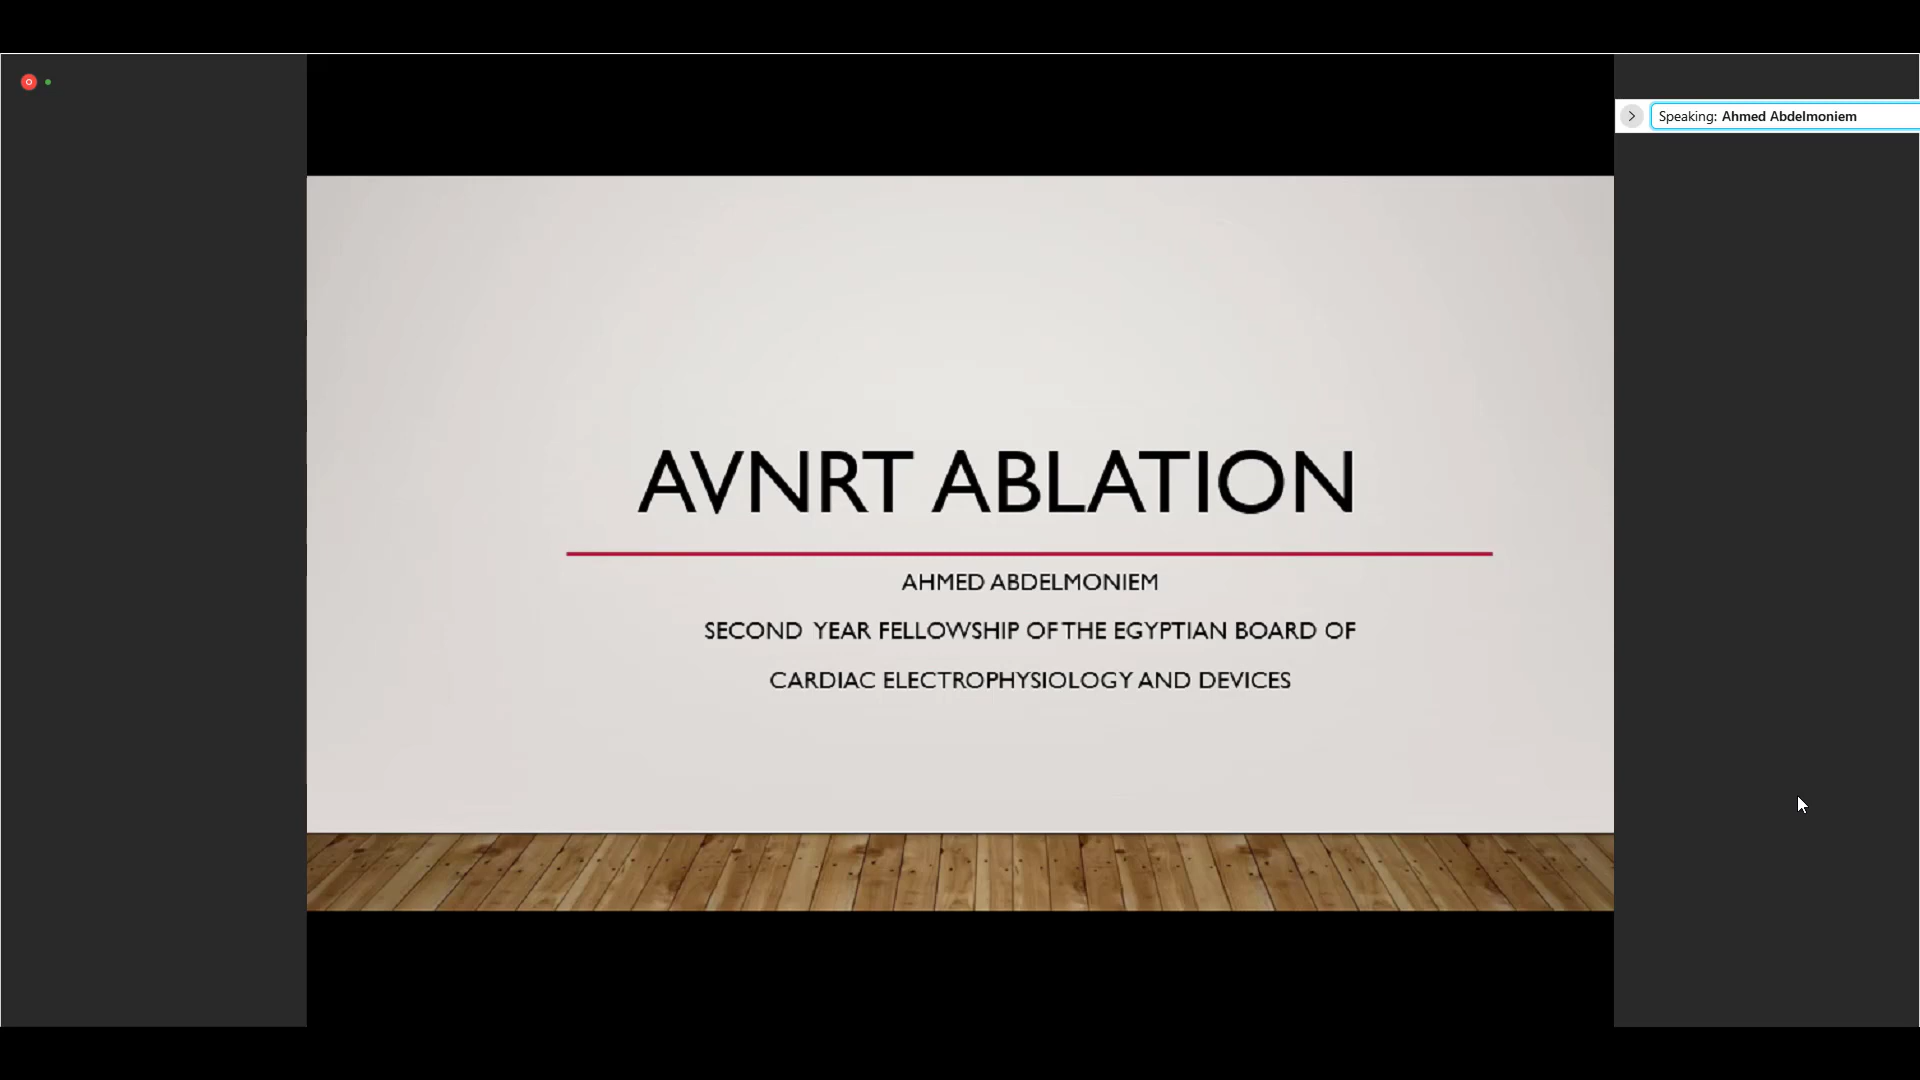 Speaking: Ahmed Abdelmoniem
AVNRT ABLATION
AHMED ABDELMONIEM
SECOND YEAR FELLOWSHIP OF THE EGYPTIAN BOARD OF
CARDIAC ELECTROPHYSIOLOGY AND DEVICES